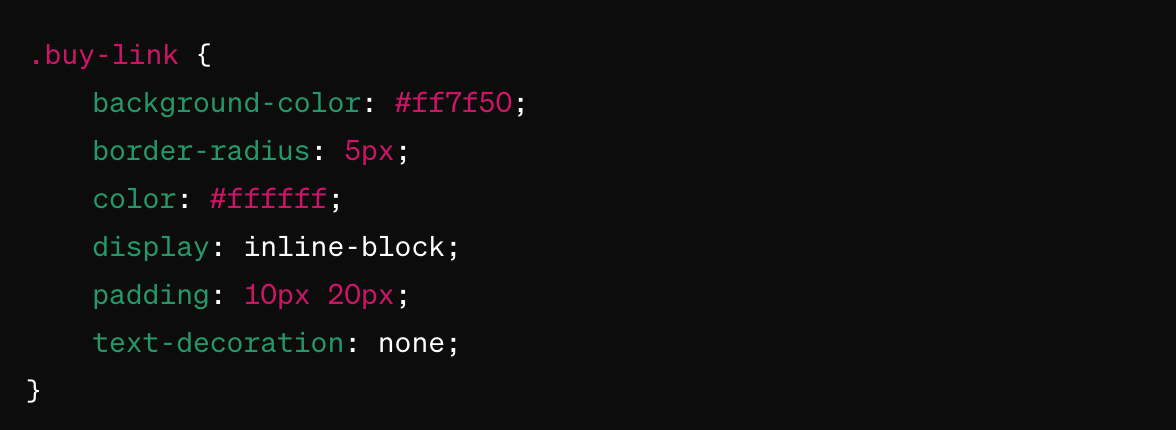 .buy-link {
    background-color: #ff7f50;
    border-radius: 5px;
    color: #ffffff;
    display: inline-block;
    padding: 10px 20px;
    text-decoration: none;
}